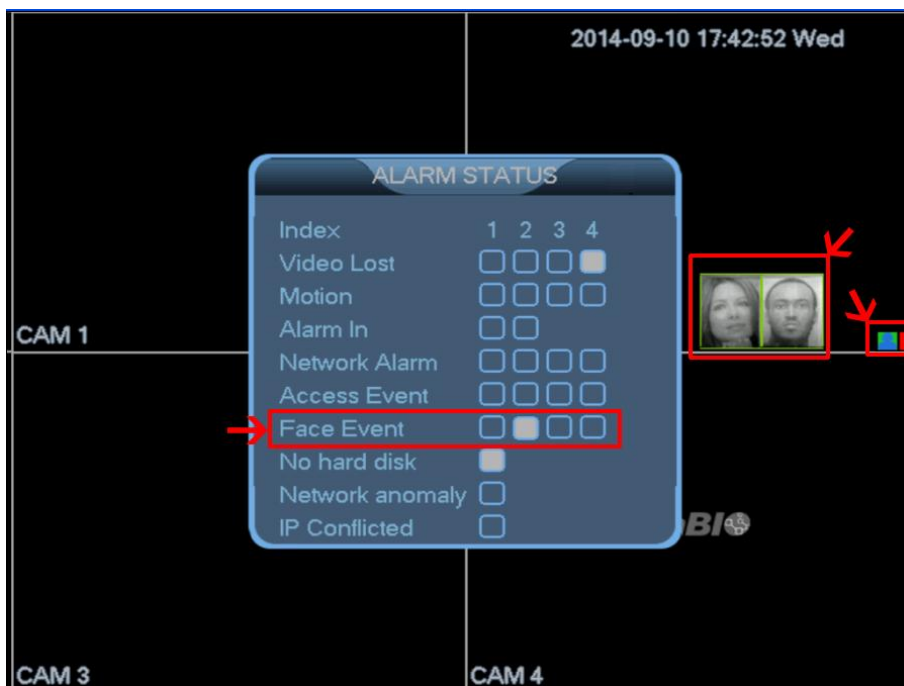 2014-09-10 17:42:52 Wed
ALARM STATUS
Index 1 2 3 4
Video Lost
Motion
Alarm In
CAM 1
Network Alarm
Access Event
Face Event
No hard disk
Network anomaly
IP Conflicted
BIO
CAM 3
CAM 4